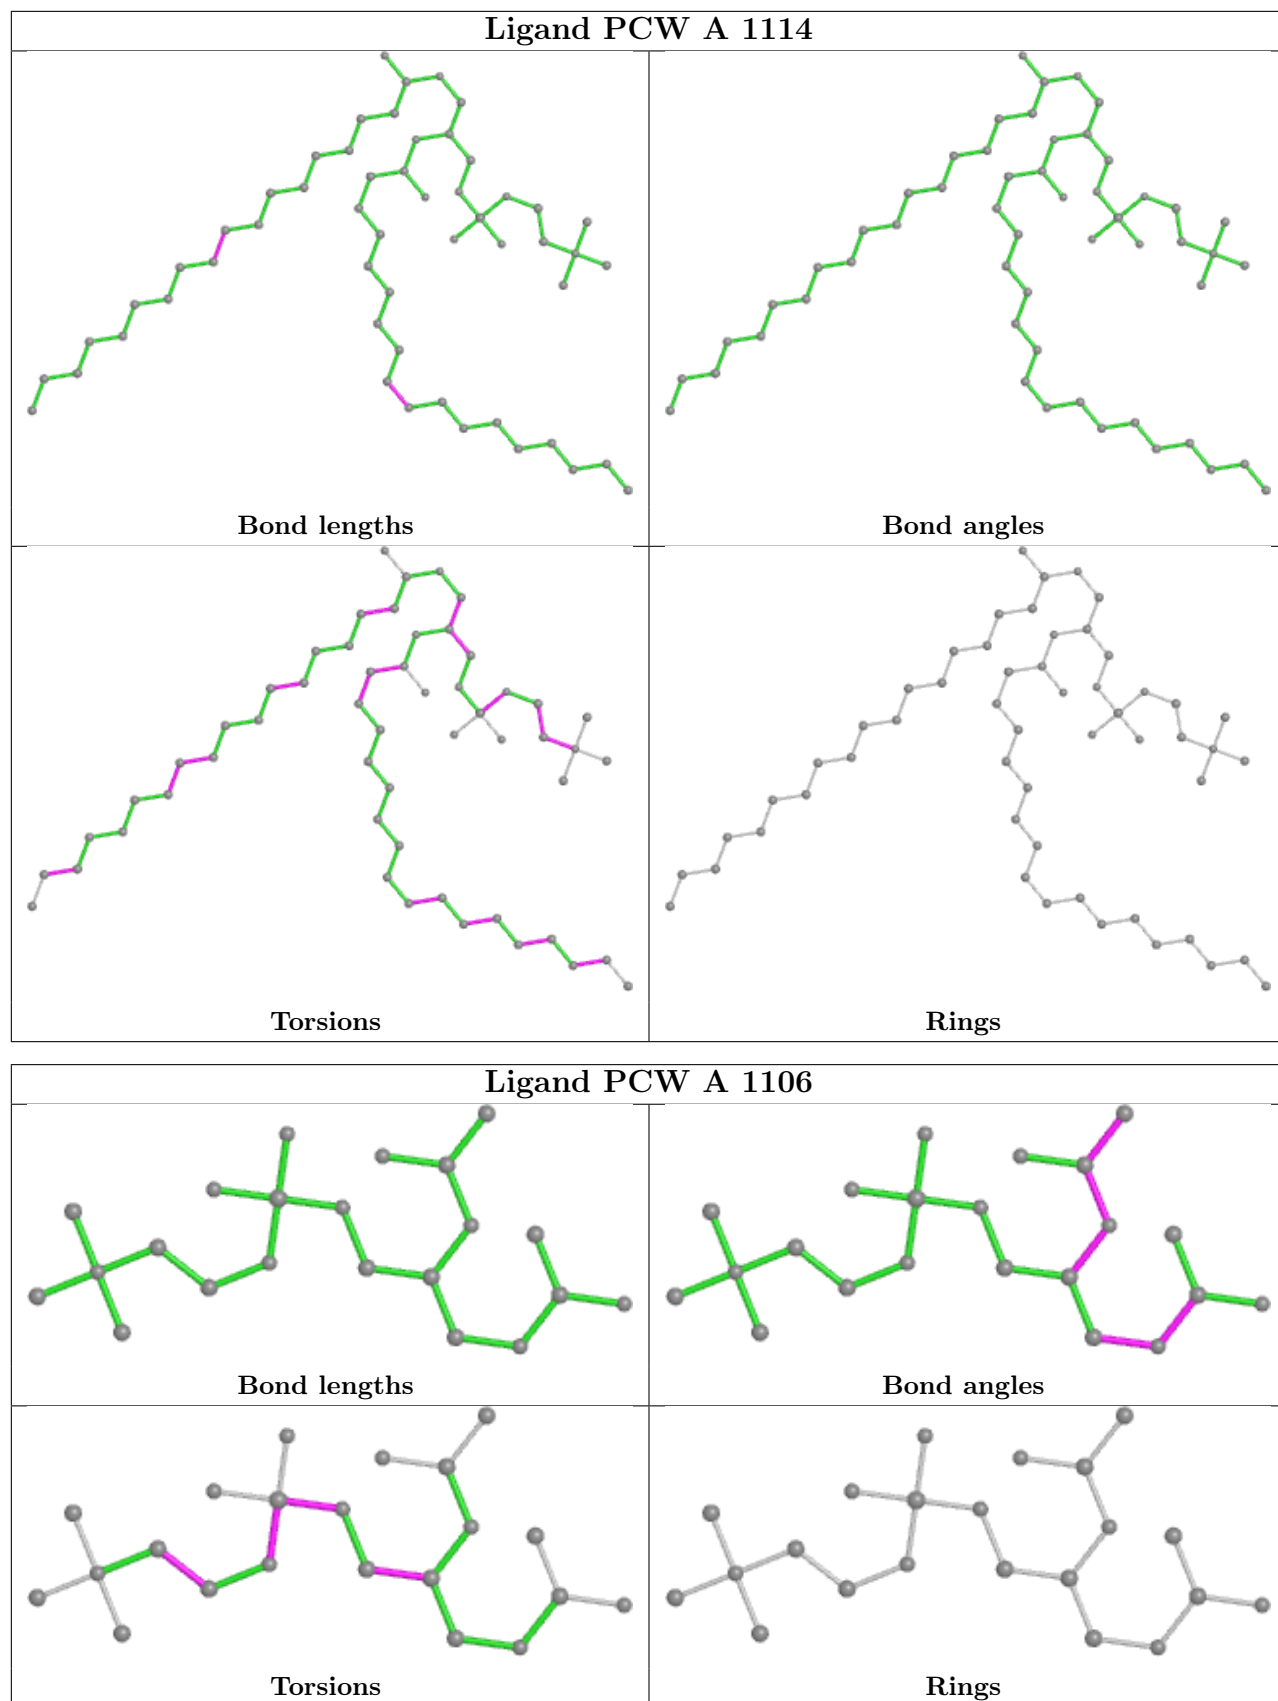 Ligand PCW A 1114
Bond lengths
Bond angles
Torsions
Rings
Ligand PCW A 1106
Bond lengths
Bond angles
Torsions
Rings